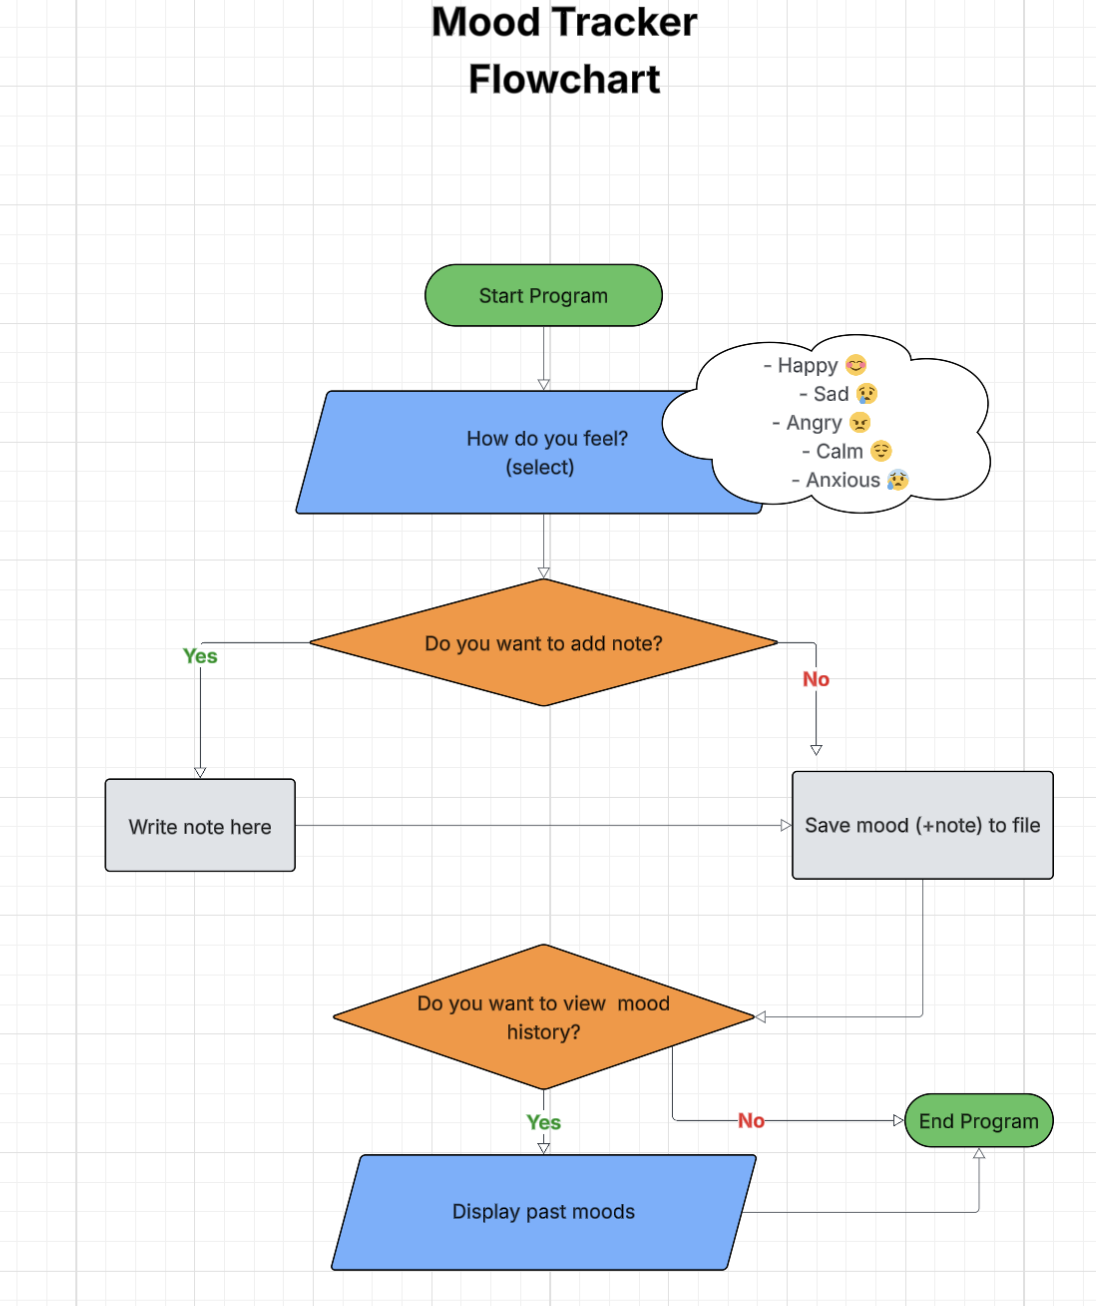 Mood Tracker
Flowchart
Start Program
- Happy 😊
- Sad 😢
- Angry 😠
- Calm 😌
- Anxious 😰
How do you feel?
(select)
Do you want to add note?
Yes
No
Write note here
Save mood (+note) to file
Do you want to view  mood
history?
Yes
No
End Program
Display past moods